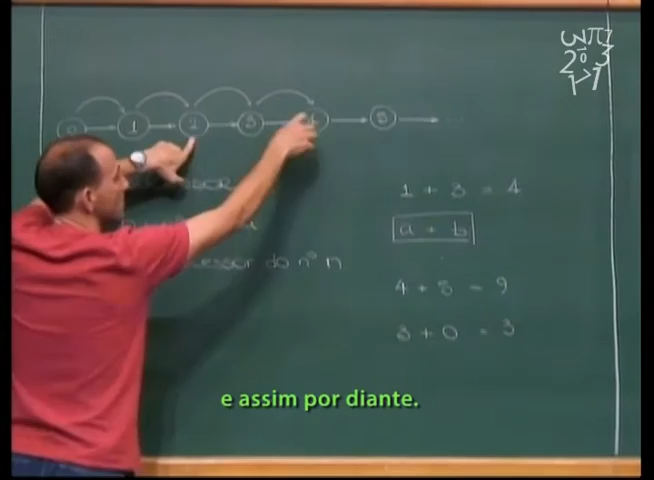 0 1 2 3 4 5
1 + 3 = 4
a + b
4 + 5 = 9
do nº n
3 + 0 = 3
e assim por diante.